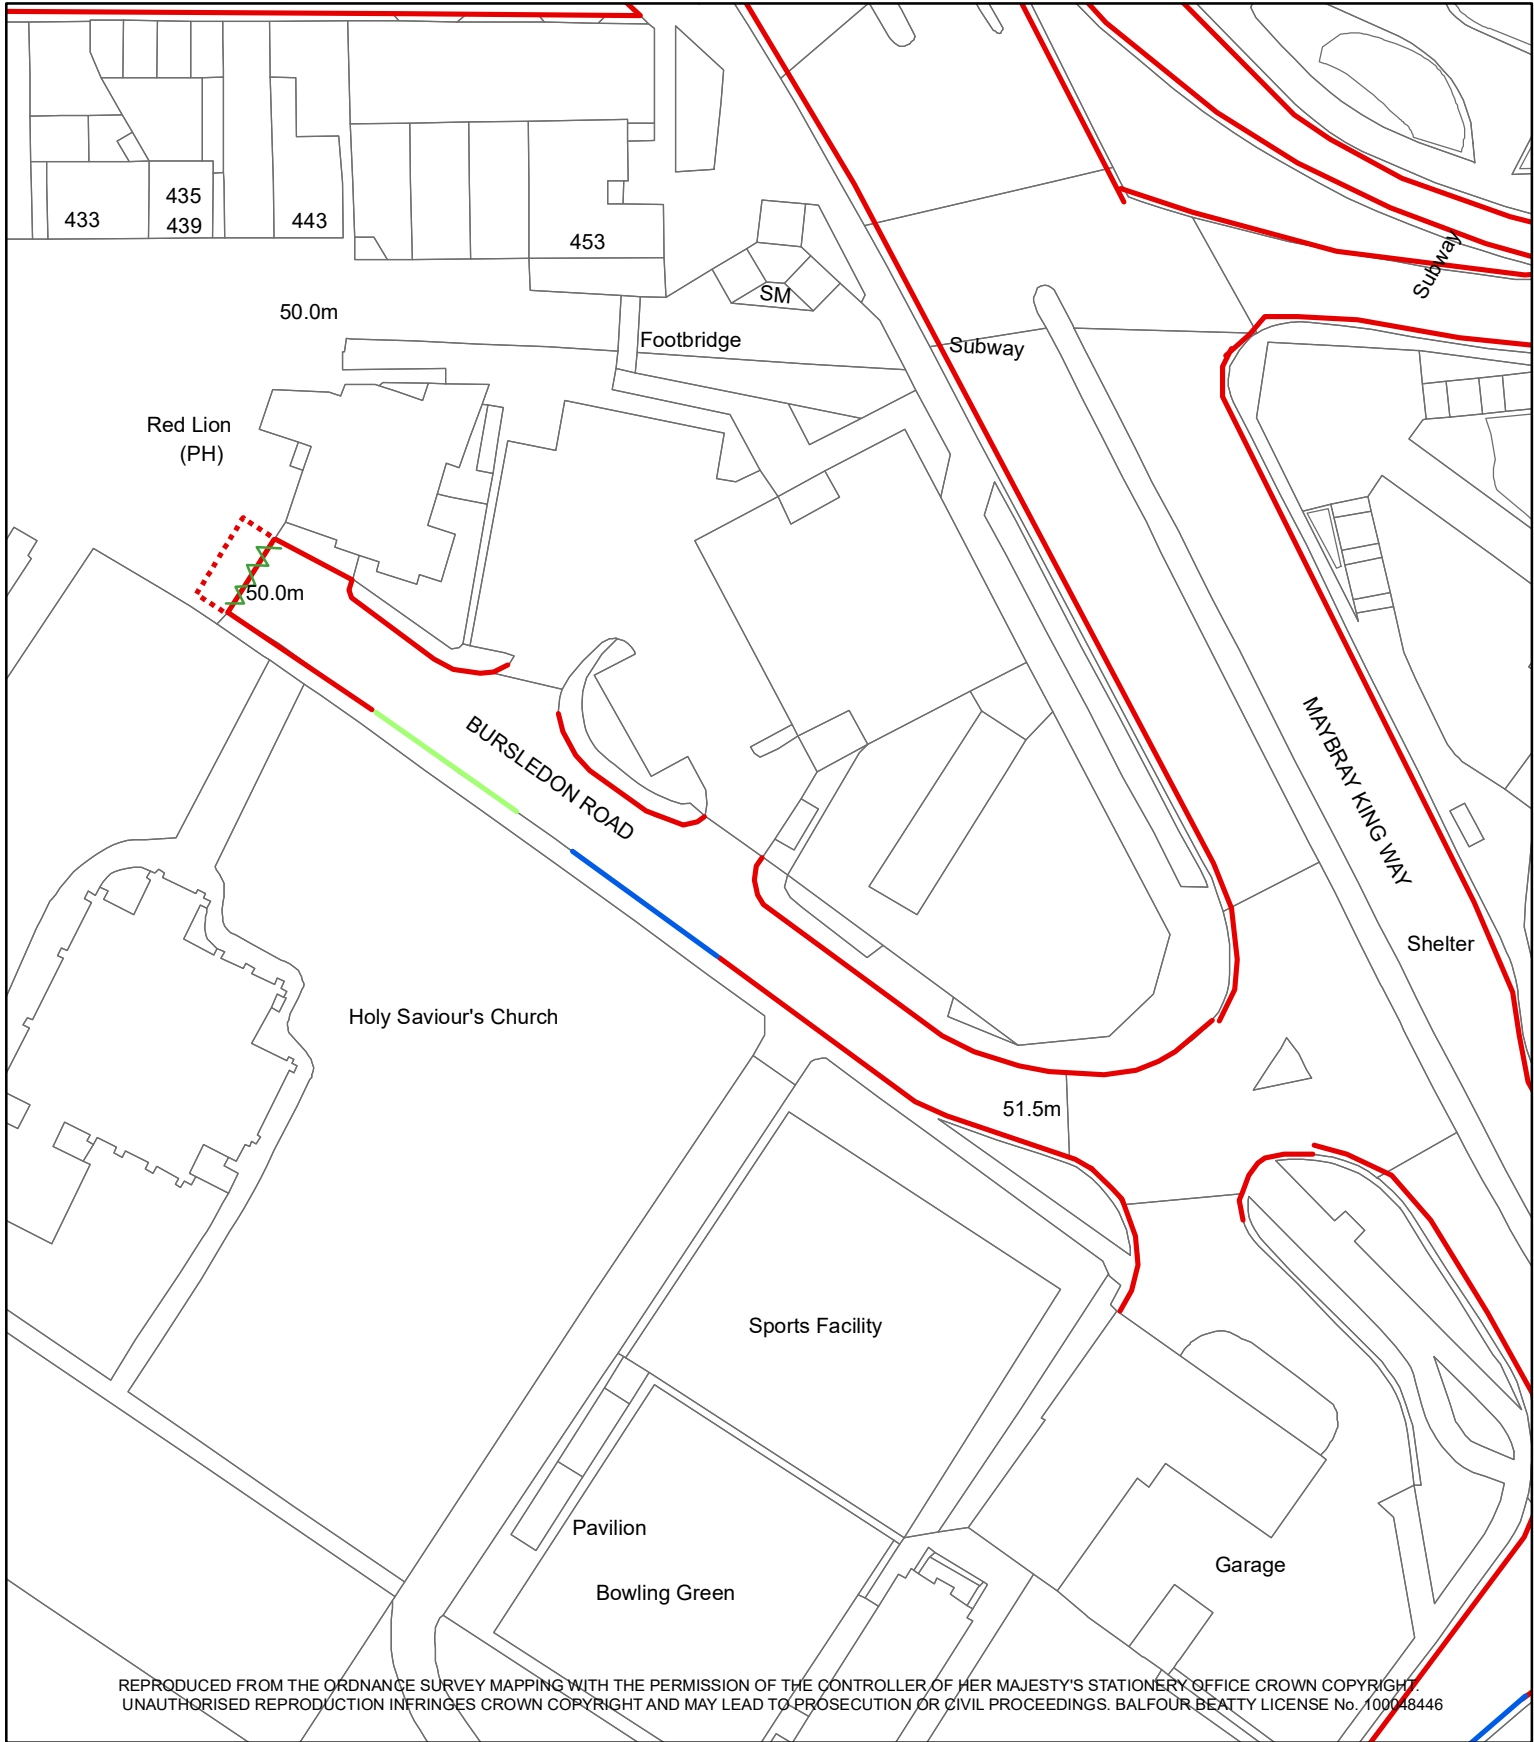 435
433
439
443
453
Subway
SM
50.0m
Footbridge
Subway
Red Lion
(PH)
50.0m
BURSLEDON ROAD
MAYBRAY KING WAY
Shelter
Holy Saviour's Church
51.5m
Sports Facility
Pavilion
Garage
Bowling Green
REPRODUCED FROM THE ORDNANCE SURVEY MAPPING WITH THE PERMISSION OF THE CONTROLLER OF HER MAJESTY'S STATIONERY OFFICE CROWN COPYRIGHT.
UNAUTHORISED REPRODUCTION INFRINGES CROWN COPYRIGHT AND MAY LEAD TO PROSECUTION OR CIVIL PROCEEDINGS. BALFOUR BEATTY LICENSE No. 100048446